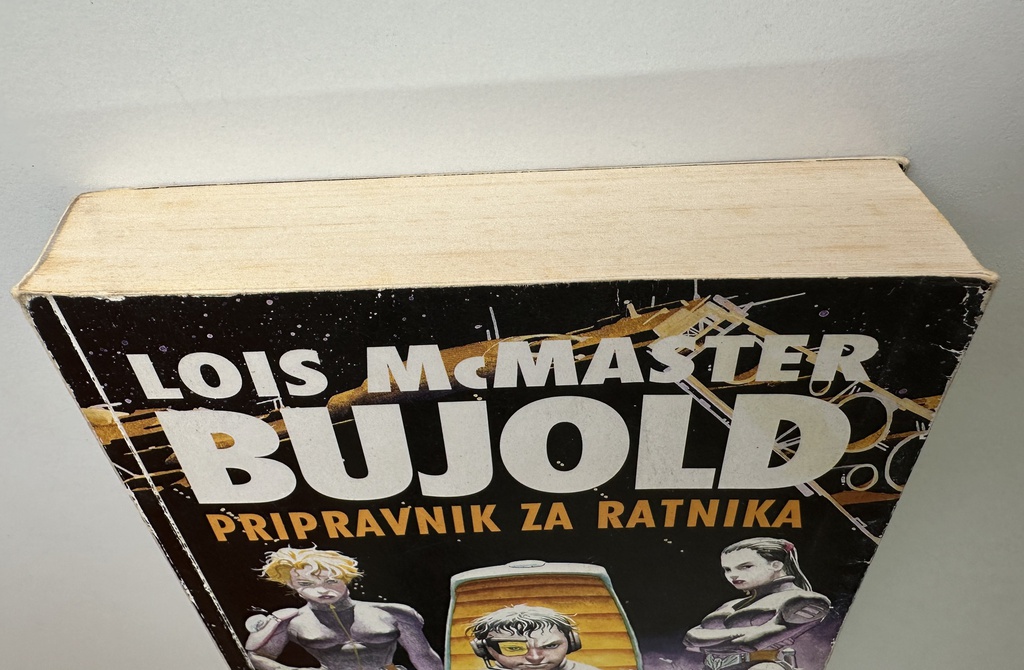 LOIS McMASTER
BUJOLD
PRIPRAVNIK ZA RATNIKA